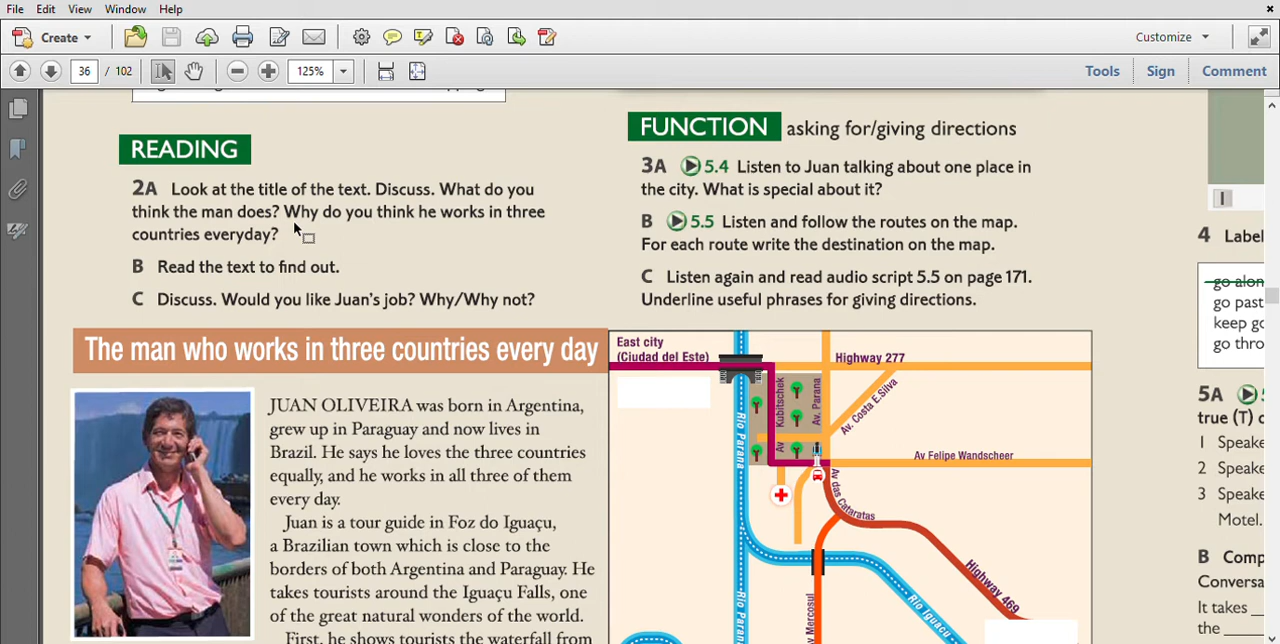 File Edit View Window Help
Create
Customize
36 / 102
125%
Tools Sign Comment
READING
2A Look at the title of the text. Discuss. What do you
think the man does? Why do you think he works in three
countries everyday?
B Read the text to find out.
C Discuss. Would you like Juan's job? Why/Why not?
The man who works in three countries every day
JUAN OLIVEIRA was born in Argentina,
grew up in Paraguay and now lives in
Brazil. He says he loves the three countries
equally, and he works in all three of them
every day.
Juan is a tour guide in Foz do Iguaçu,
a Brazilian town which is close to the
borders of both Argentina and Paraguay. He
takes tourists around the Iguaçu Falls, one
of the great natural wonders of the world.
First, he shows tourists the waterfall from
FUNCTION asking for/giving directions
3A 5.4 Listen to Juan talking about one place in
the city. What is special about it?
B 5.5 Listen and follow the routes on the map.
For each route write the destination on the map.
C Listen again and read audio script 5.5 on page 171.
Underline useful phrases for giving directions.
East city
(Ciudad del Este)
Highway 277
Av Kubitschek
Av. Parana
Av. Costa E.Silva
Rio Parana
Av Felipe Wandscheer
Av das Cataratas
Highway 469
Rio Iguacu
Rio Parana
Av Mercosul
I
4 Label
go alon
go past
keep go
go thro
5A
true (T) o
1 Speake
2 Speake
3 Speake
Motel.
B Comp
Conversa
It takes
the